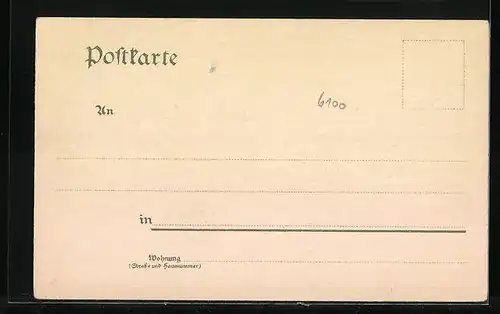 Postkarte
6100
An
in
Wohnung
(Straße und Hausnummer)